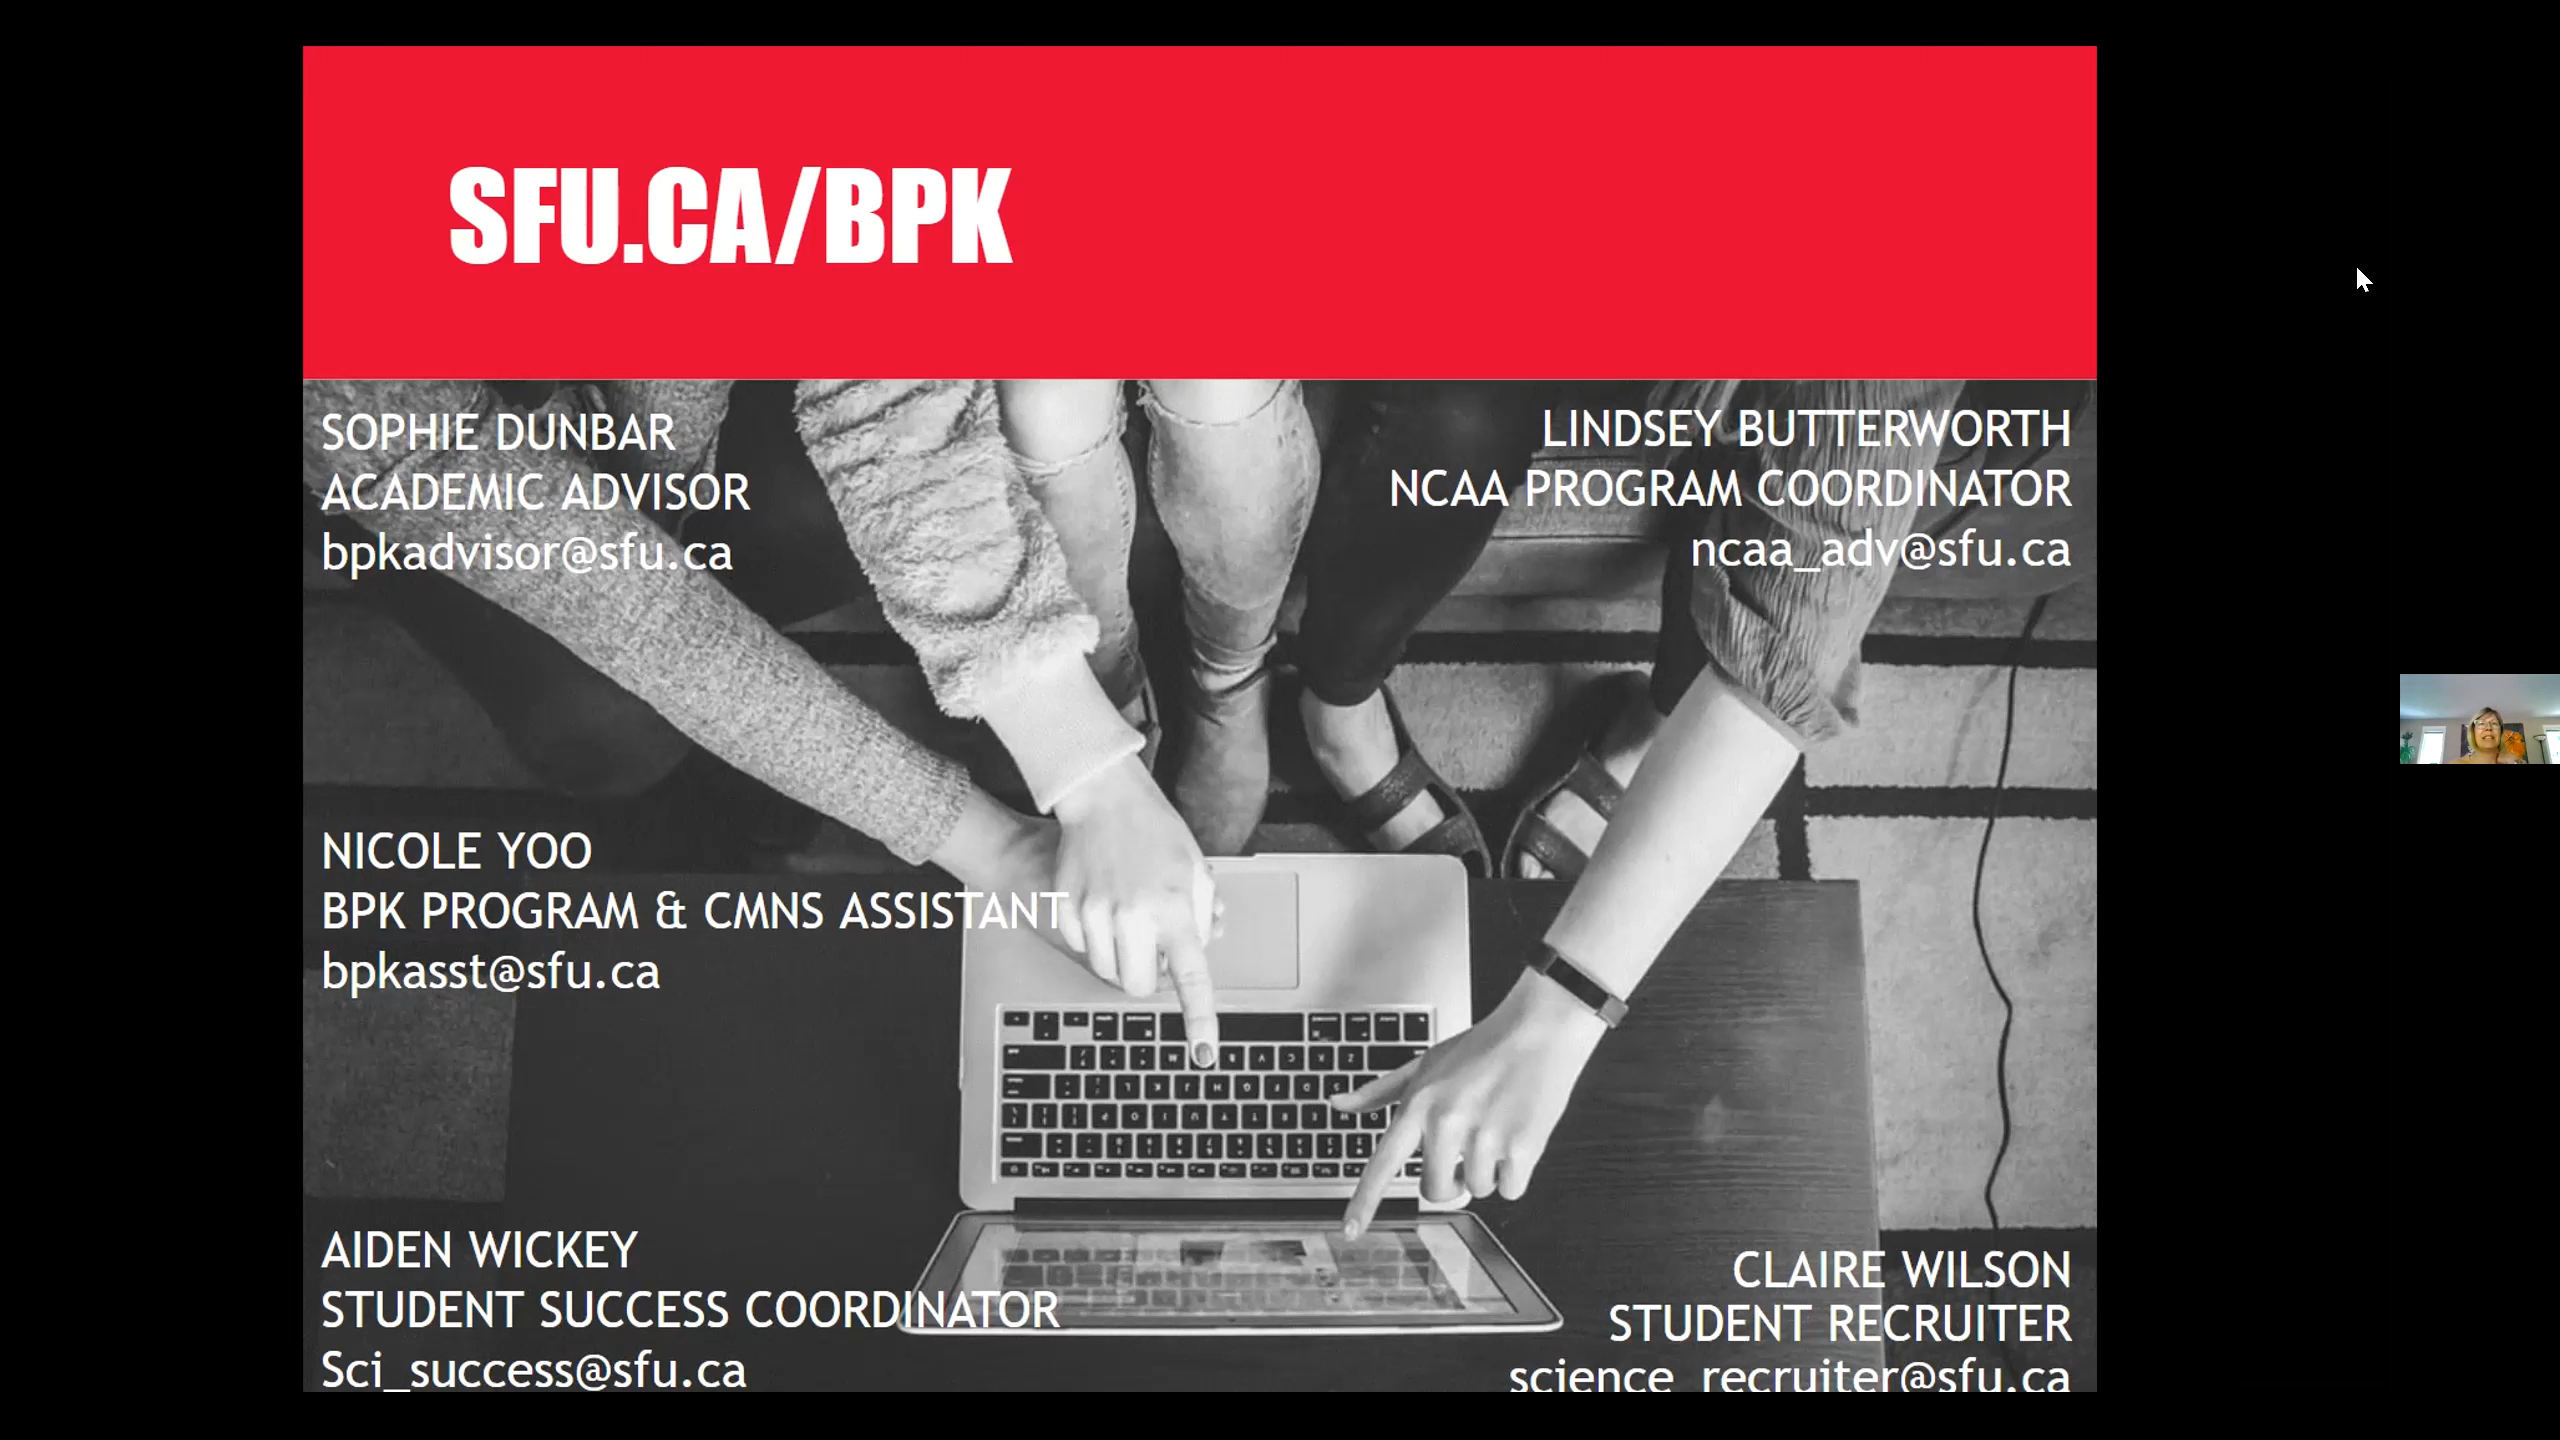 SFU.CA/BPK
SOPHIE DUNBAR
ACADEMIC ADVISOR
bpkadvisor@sfu.ca
LINDSEY BUTTERWORTH
NCAA PROGRAM COORDINATOR
ncaa_adv@sfu.ca
NICOLE YOO
BPK PROGRAM & CMNS ASSISTANT
bpkasst@sfu.ca
AIDEN WICKEY
STUDENT SUCCESS COORDINATOR
Sci_success@sfu.ca
CLAIRE WILSON
STUDENT RECRUITER
science_recruiter@sfu.ca